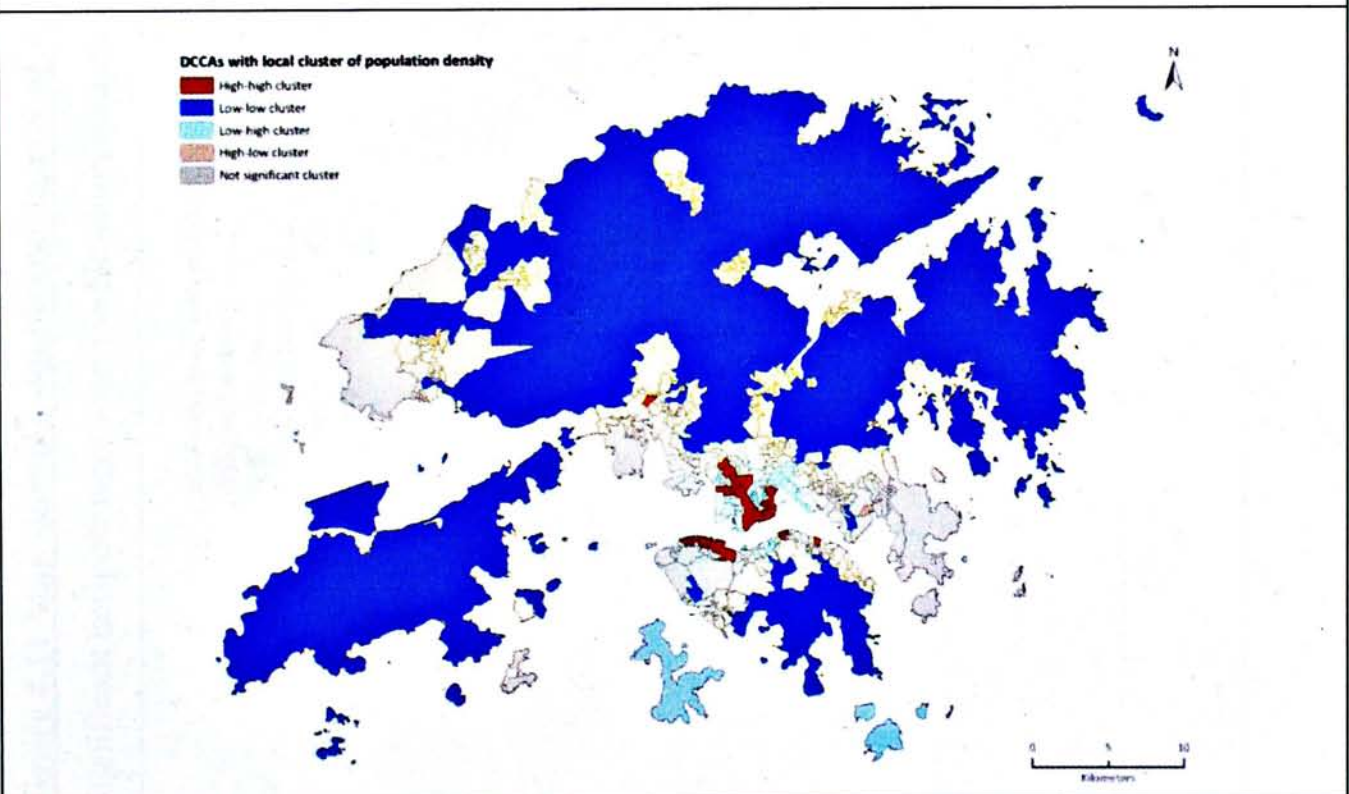 DCCAs with local cluster of population density
High-high cluster
Low-low cluster
Low-high cluster
High-low cluster
Not significant cluster
N
0 5 10
Kilometers